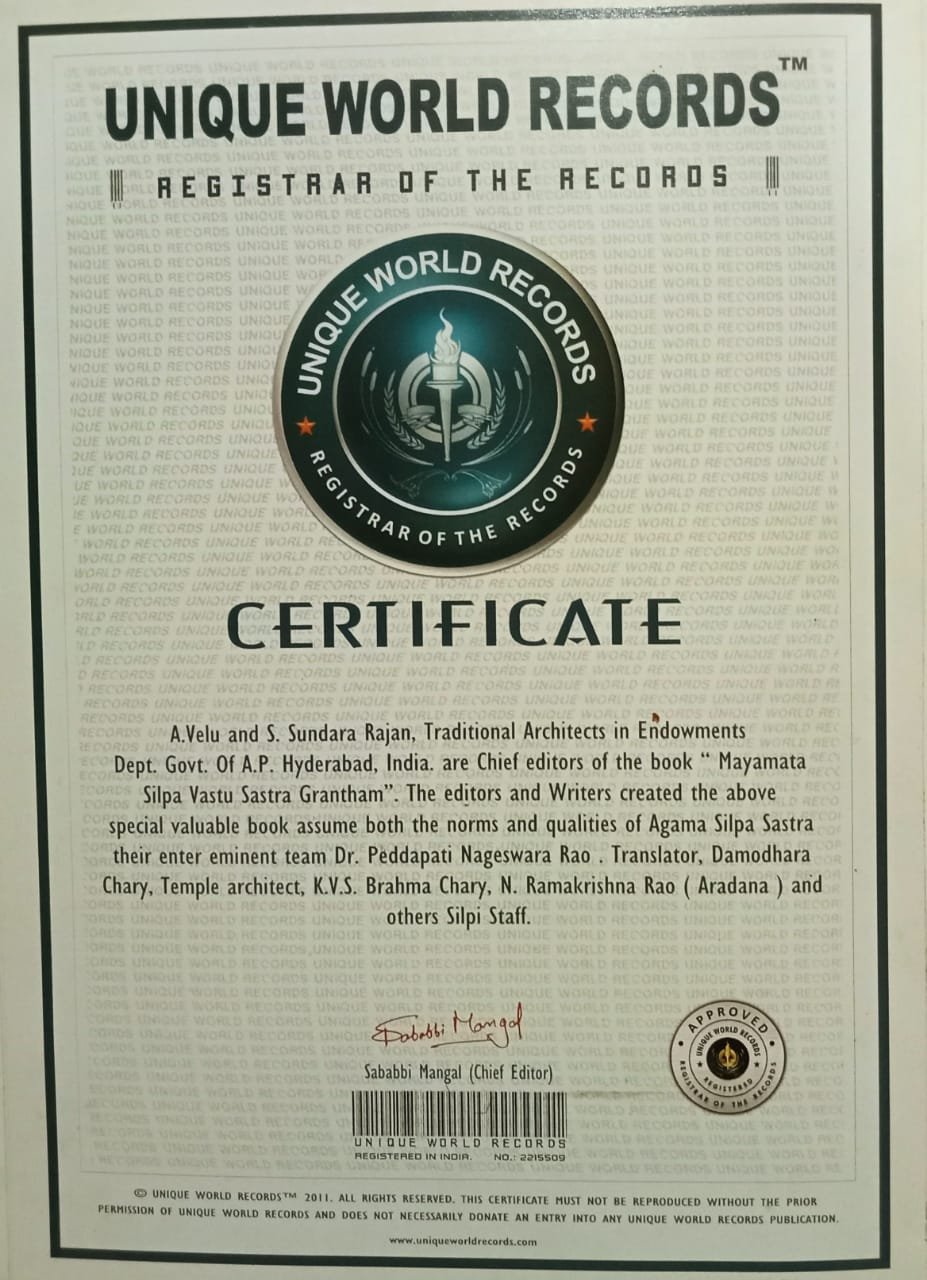 UNIQUE WORLD RECORDS™
REGISTRAR OF THE RECORDS
UNIQUE WORLD RECORDS
REGISTRAR OF THE RECORDS
CERTIFICATE
A.Velu and S. Sundara Rajan, Traditional Architects in Endowments
Dept. Govt. Of A.P. Hyderabad, India. are Chief editors of the book “ Mayamata
Silpa Vastu Sastra Grantham”. The editors and Writers created the above
special valuable book assume both the norms and qualities of Agama Silpa Sastra
their enter eminent team Dr. Peddapati Nageswara Rao . Translator, Damodhara
Chary, Temple architect, K.V.S. Brahma Chary, N. Ramakrishna Rao ( Aradana ) and
others Silpi Staff.
Sababbi Mangal
Sababbi Mangal (Chief Editor)
UNIQUE WORLD RECORDS
REGISTERED IN INDIA. NO.: 2215509
APPROVED
UNIQUE WORLD RECORDS
REGISTERED
REGISTRAR OF THE RECORDS
© UNIQUE WORLD RECORDS™ 2011. ALL RIGHTS RESERVED. THIS CERTIFICATE MUST NOT BE REPRODUCED WITHOUT THE PRIOR
PERMISSION OF UNIQUE WORLD RECORDS AND DOES NOT NECESSARILY DONATE AN ENTRY INTO ANY UNIQUE WORLD RECORDS PUBLICATION.
www.uniqueworldrecords.com